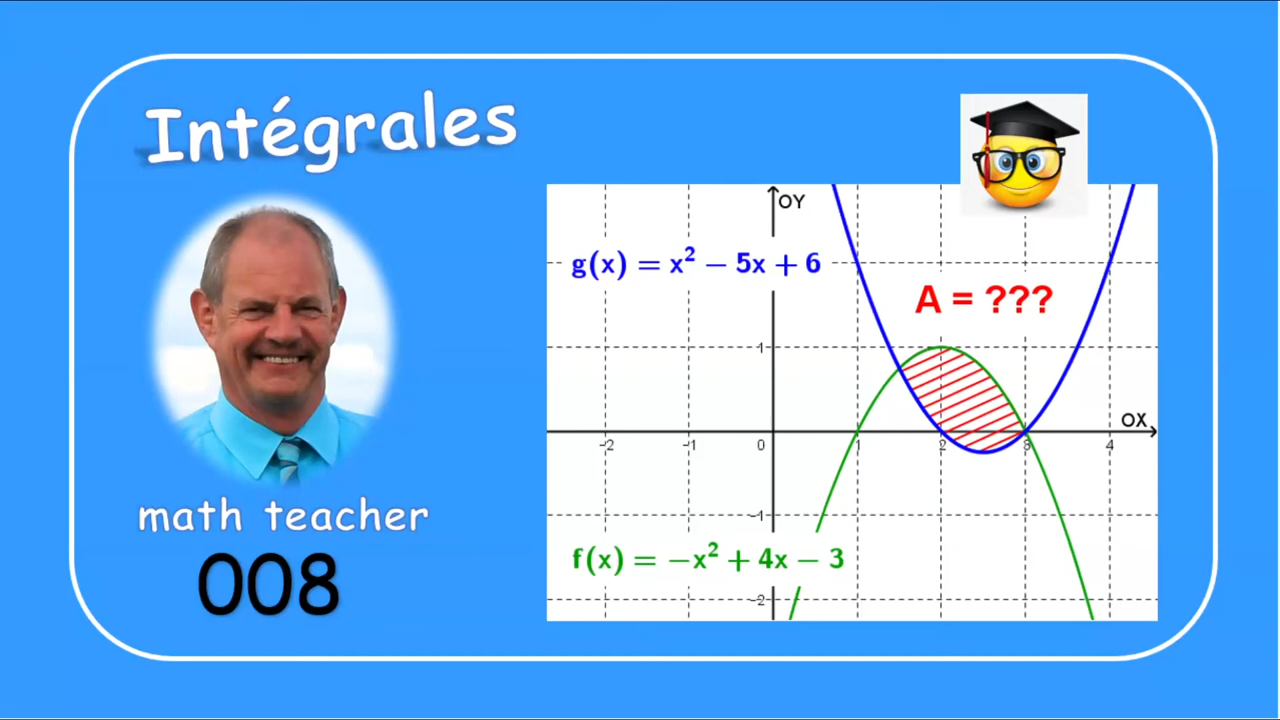 Intégrales
OY
g(x) = x² − 5x + 6
A = ???
1
OX
-2 -1 0 1 2 3 4
-1
f(x) = −x² + 4x − 3
-2
math teacher
008